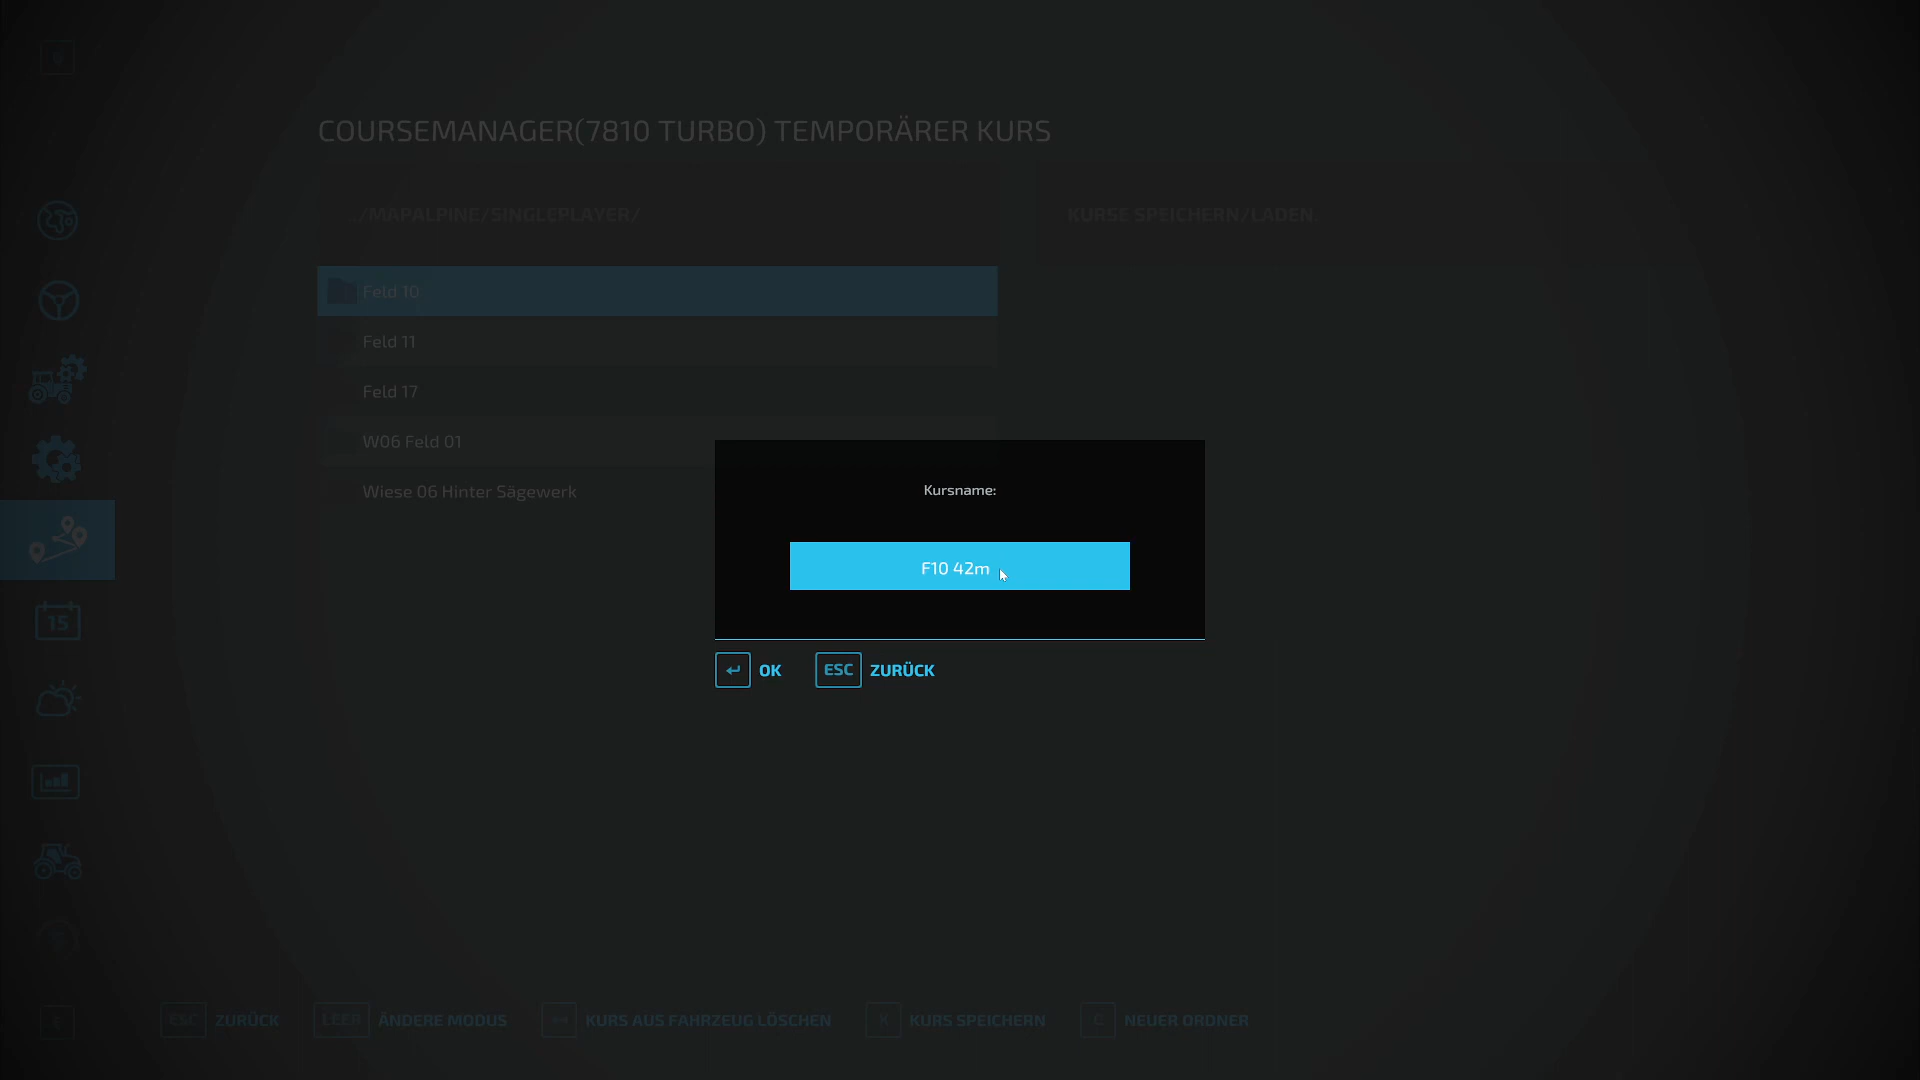 COURSEMANAGER(7810 TURBO) TEMPORÄRER KURS
../MAPALPINE/SINGLEPLAYER/
KURSE SPEICHERN/LADEN.
Feld 10
Feld 11
Feld 17
W06 Feld 01
Wiese 06 Hinter Sägewerk
Kursname:
F10 42m
OK
ESC ZURÜCK
15
ESC ZURÜCK
LEER ÄNDERE MODUS
KURS AUS FAHRZEUG LÖSCHEN
X KURS SPEICHERN
C NEUER ORDNER